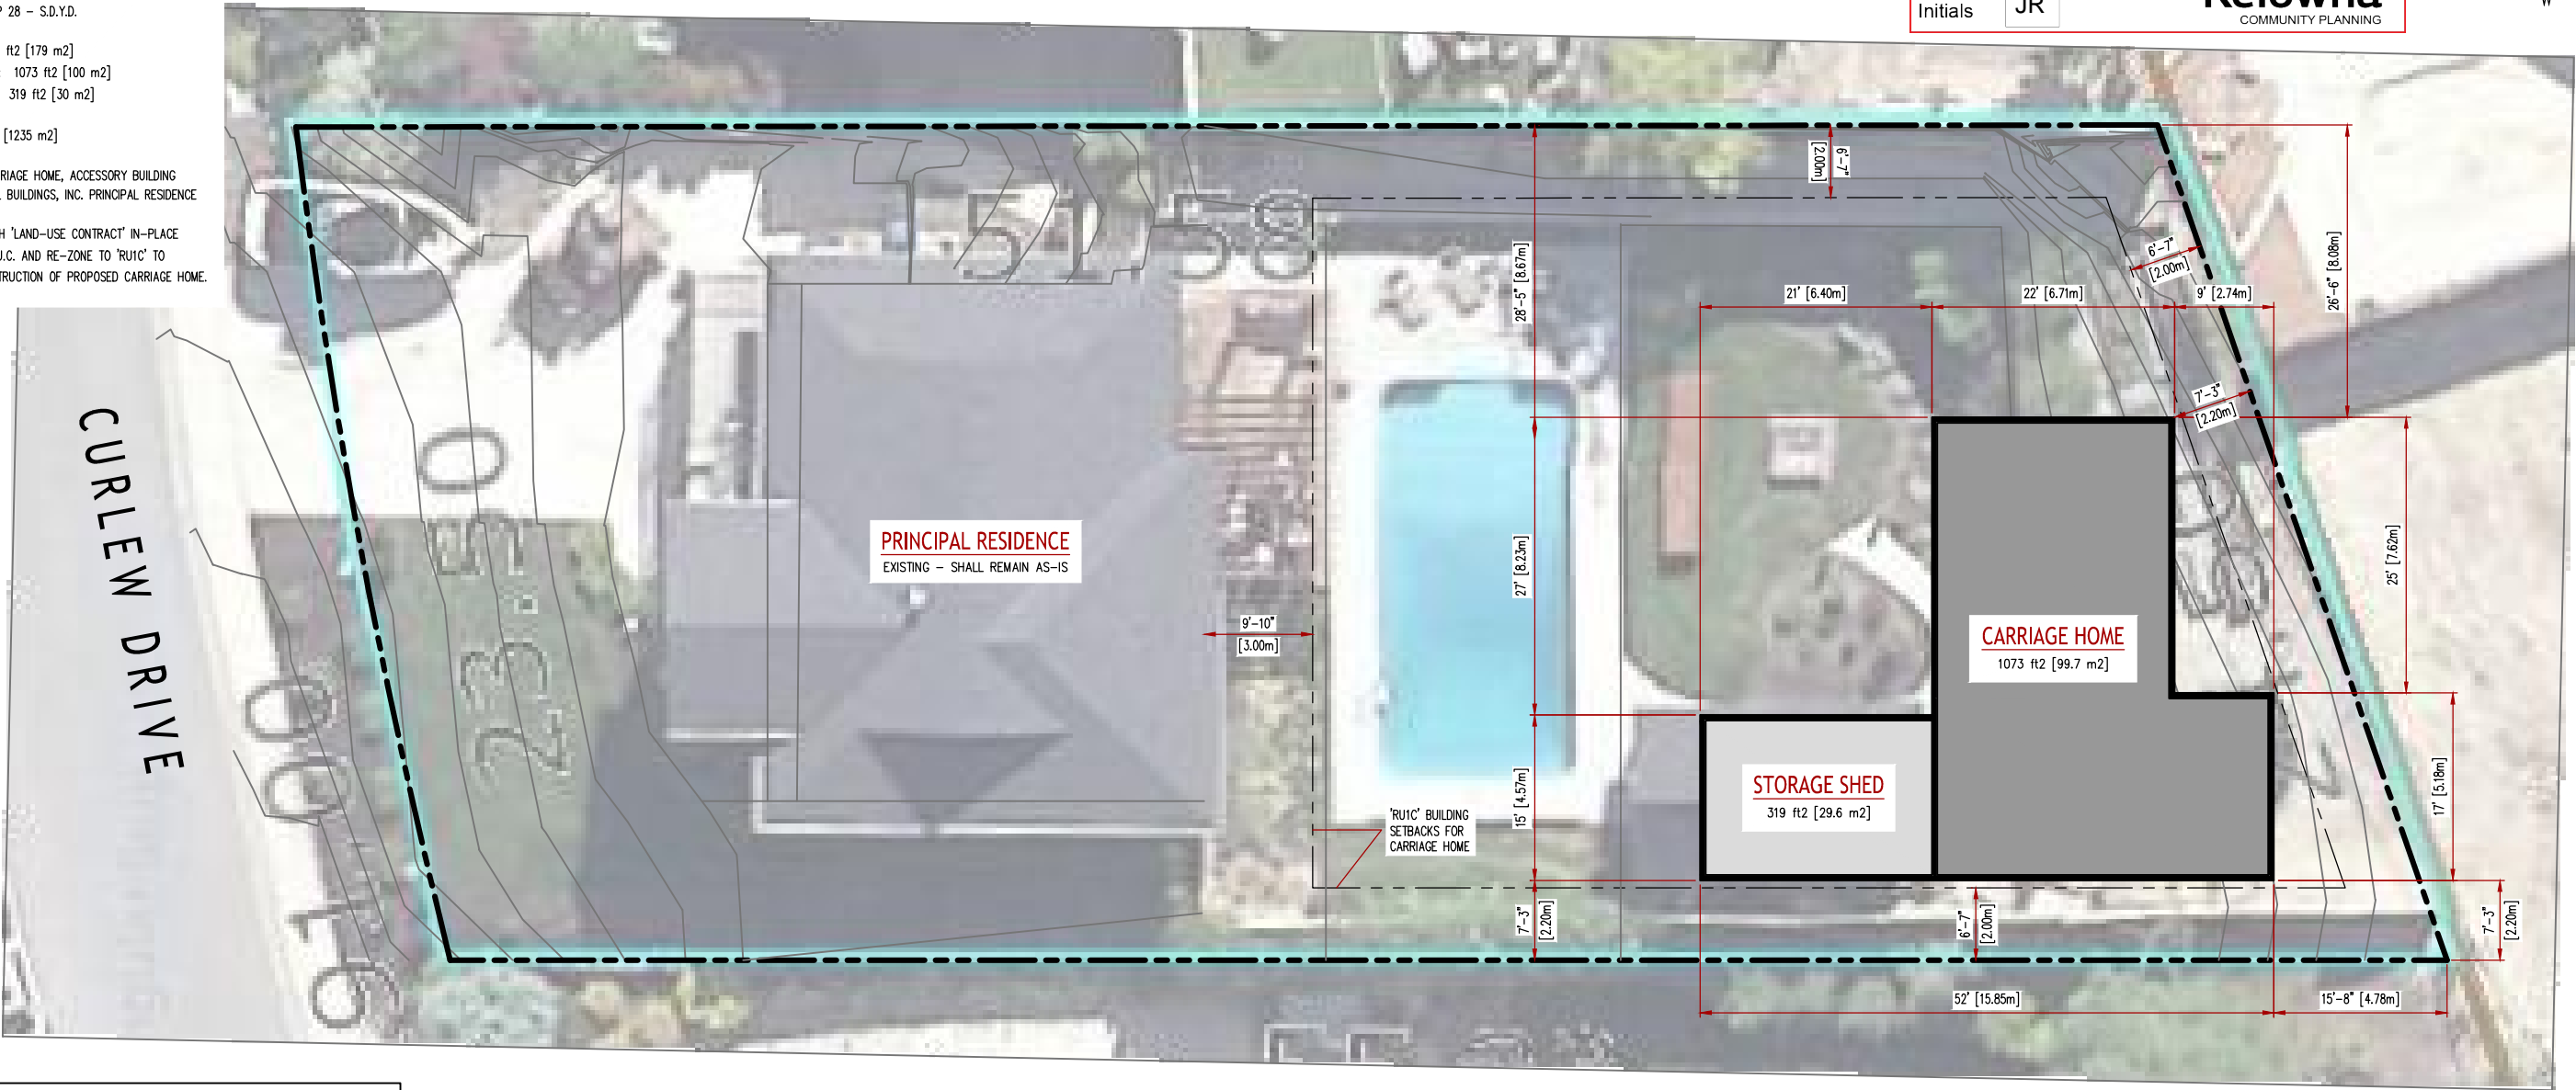 P 28 – S.D.Y.D.
ft2 [179 m2]
1073 ft2 [100 m2]
319 ft2 [30 m2]
[1235 m2]
RIAGE HOME, ACCESSORY BUILDING
BUILDINGS, INC. PRINCIPAL RESIDENCE
H 'LAND-USE CONTRACT' IN-PLACE
U.C. AND RE-ZONE TO 'RU1C' TO
TRUCTION OF PROPOSED CARRIAGE HOME.
Initials JR
Kelowna
COMMUNITY PLANNING
W
CURLEW DRIVE
PRINCIPAL RESIDENCE
EXISTING – SHALL REMAIN AS-IS
9'-10"
[3.00m]
28'-5" [8.67m]
27' [8.23m]
15' [4.57m]
7'-3"
[2.20m]
6'-7"
[2.00m]
6'-7"
[2.00m]
26'-6" [8.08m]
21' [6.40m]
22' [6.71m]
9' [2.74m]
7'-3"
[2.20m]
25' [7.62m]
CARRIAGE HOME
1073 ft2 [99.7 m2]
STORAGE SHED
319 ft2 [29.6 m2]
17' [5.18m]
'RU1C' BUILDING
SETBACKS FOR
CARRIAGE HOME
6'-7"
[2.00m]
7'-3"
[2.20m]
52' [15.85m]
15'-8" [4.78m]
51.58